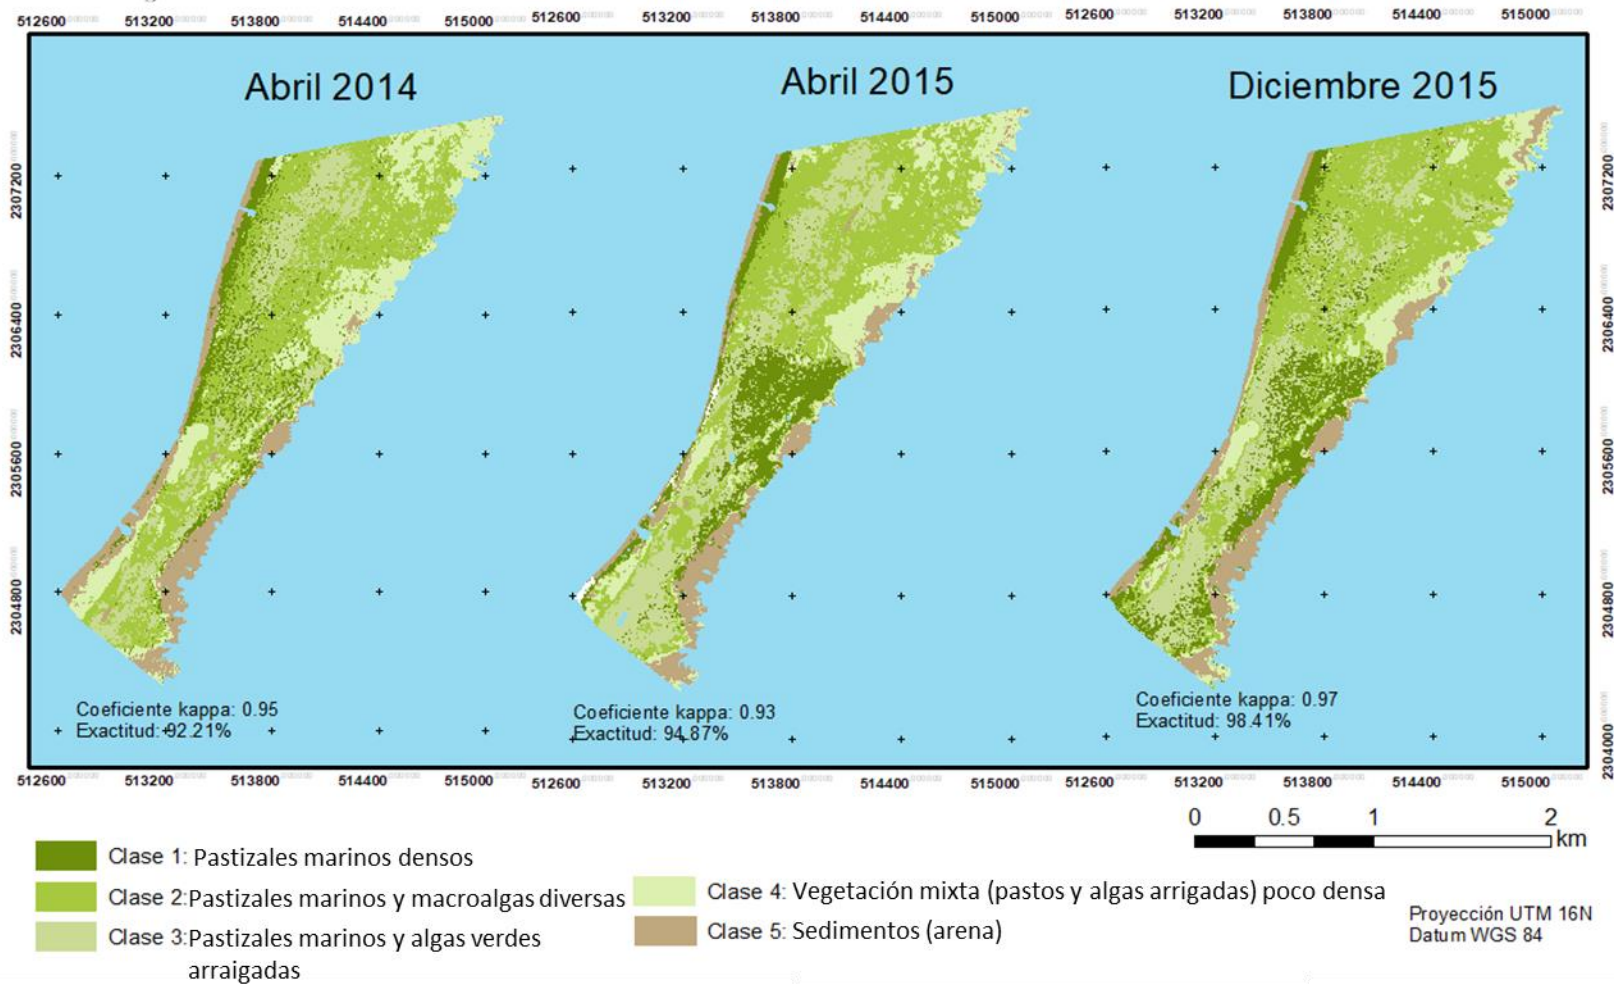 512600 513200 513800 514400 515000 512600 513200 513800 514400 515000 512600 513200 513800 514400 515000
Abril 2014
Abril 2015
Diciembre 2015
2307200
2306400
2305600
2304800
2307200
2306400
2305600
2304800
2304000
Coeficiente kappa: 0.95
Exactitud: 92.21%
Coeficiente kappa: 0.93
Exactitud: 94.87%
Coeficiente kappa: 0.97
Exactitud: 98.41%
512600 513200 513800 514400 515000 512600 513200 513800 514400 515000 512600 513200 513800 514400 515000
0 0.5 1 2
km
Clase 1: Pastizales marinos densos
Clase 2: Pastizales marinos y macroalgas diversas
Clase 3: Pastizales marinos y algas verdes
arraigadas
Clase 4: Vegetación mixta (pastos y algas arrigadas) poco densa
Clase 5: Sedimentos (arena)
Proyección UTM 16N
Datum WGS 84